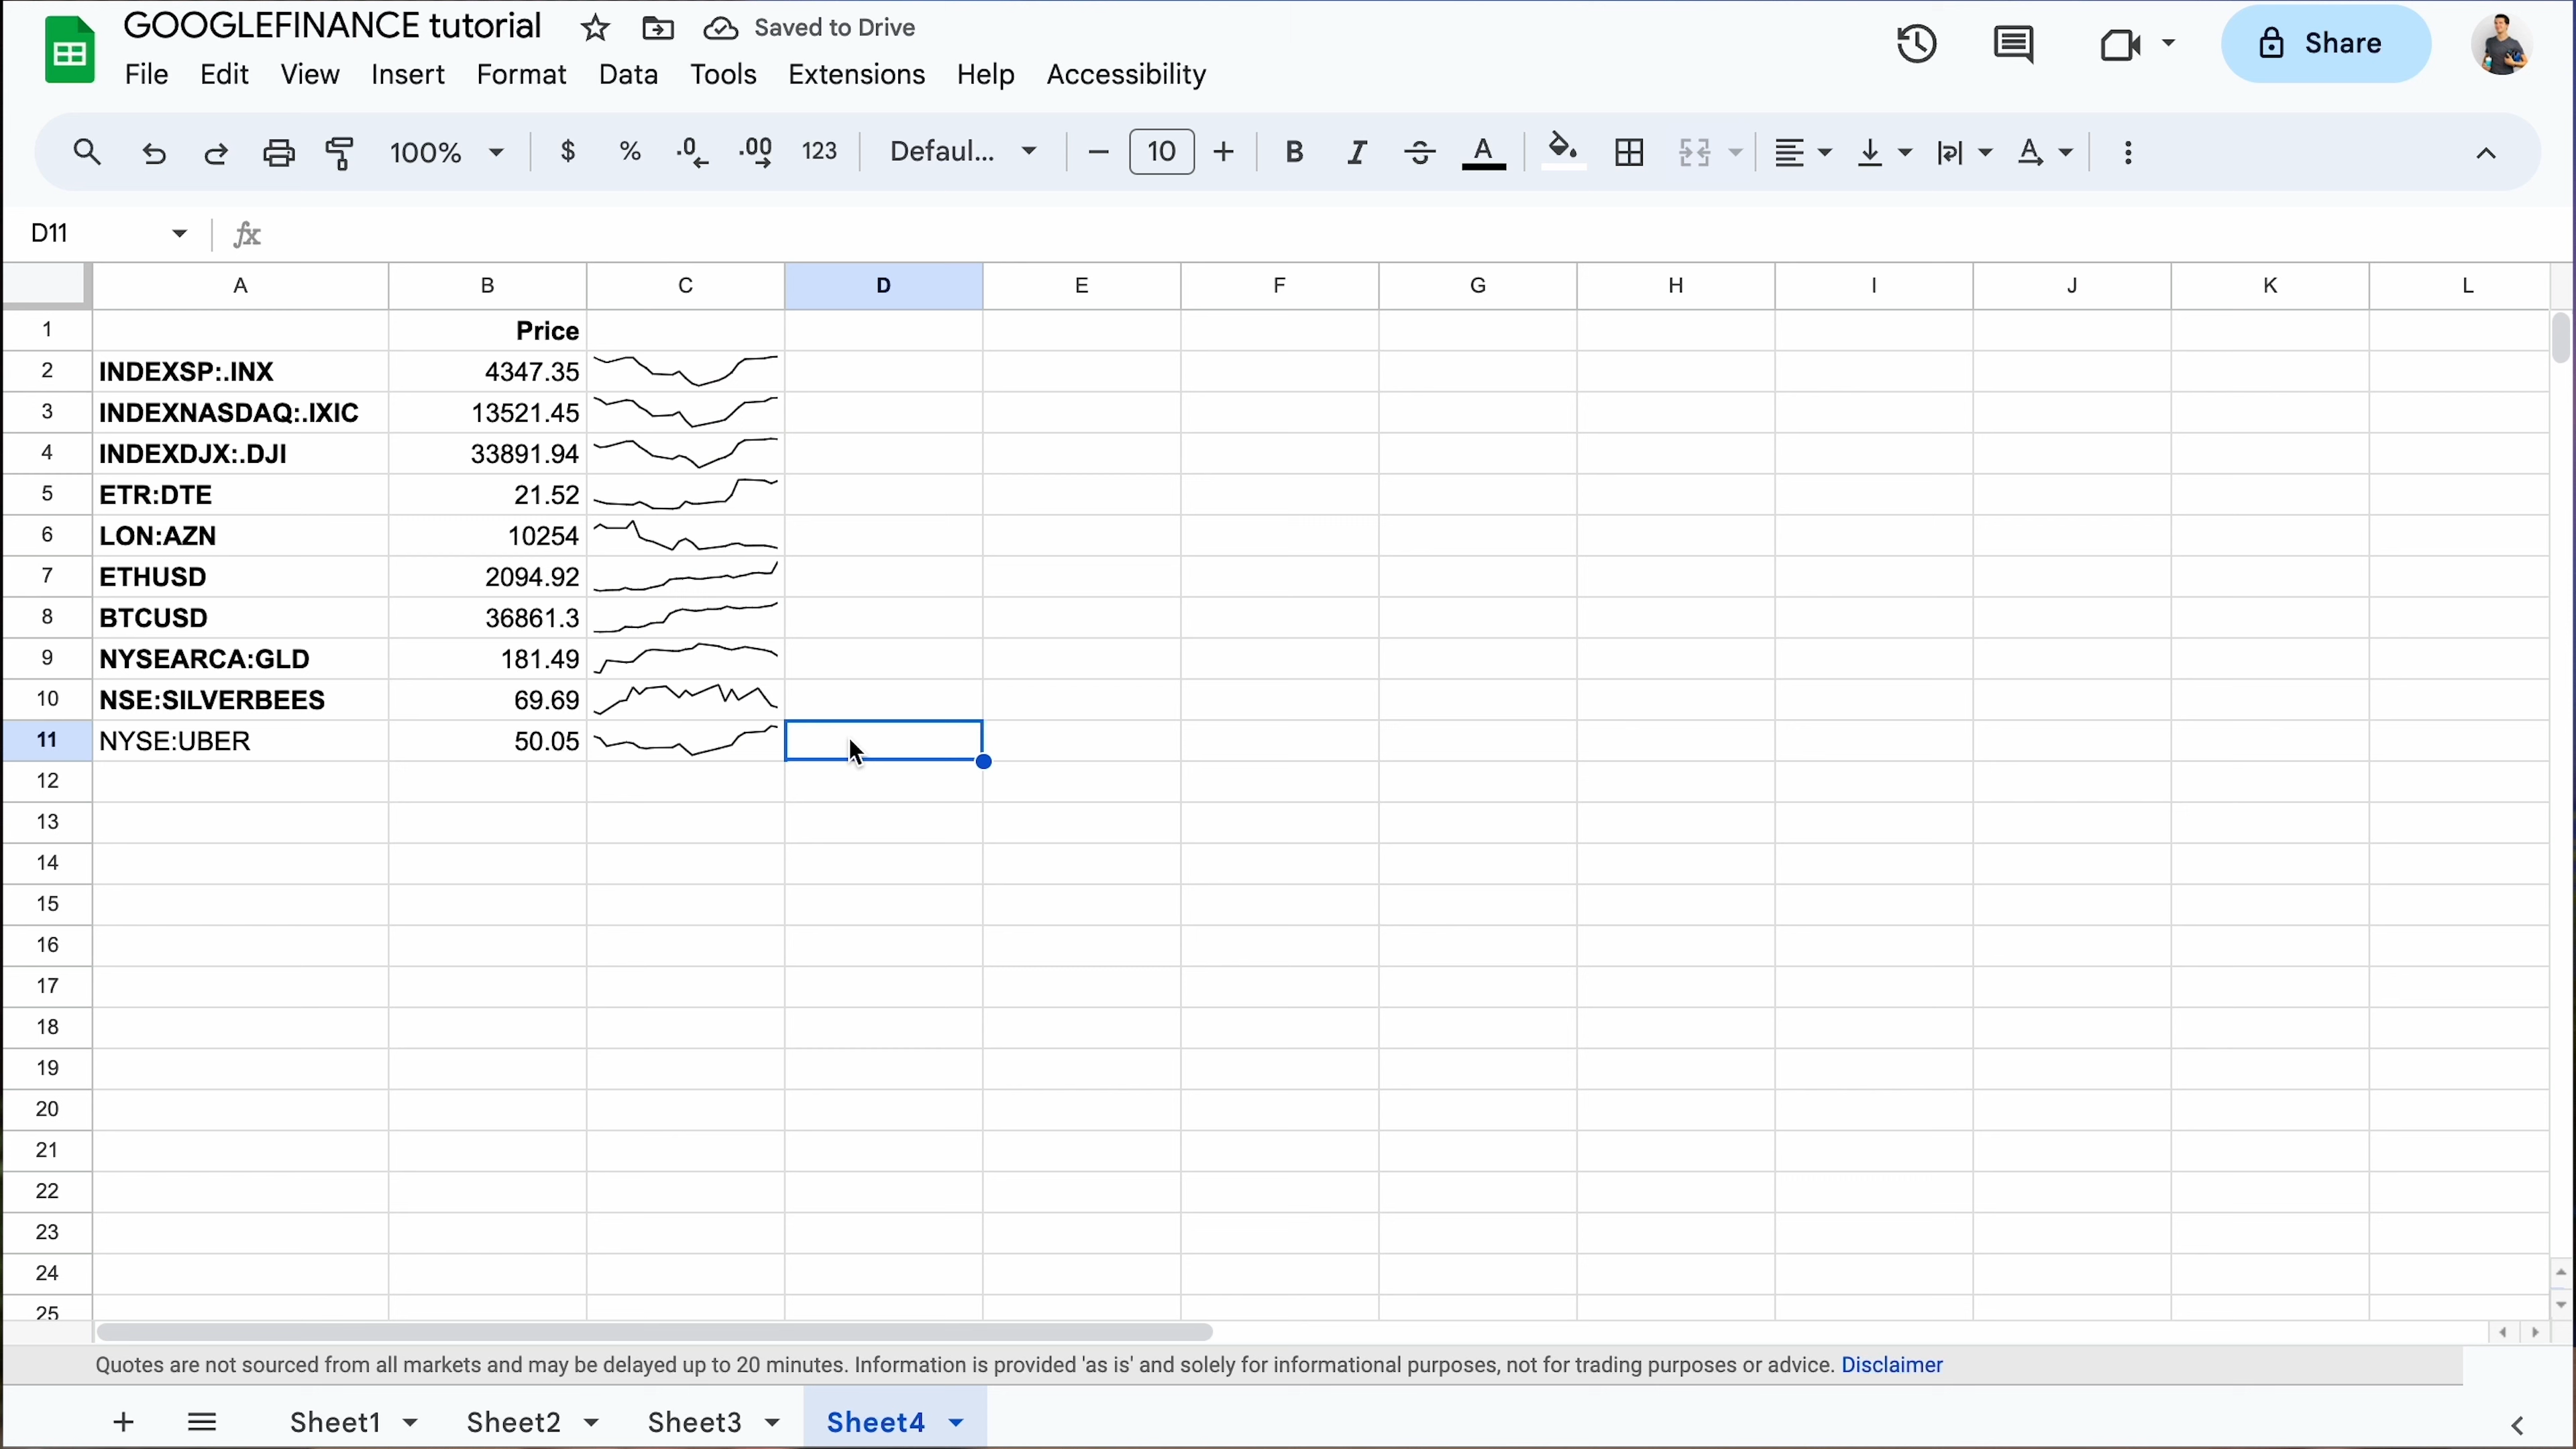 GOOGLEFINANCE tutorial Saved to Drive
File Edit View Insert Format Data Tools Extensions Help Accessibility
Share
100% $ % .0 .00 123 Defaul... 10 B I A A
D11 fx
A B C D E F G H I J K L
1 Price
2 INDEXSP:.INX 4347.35
3 INDEXNASDAQ:.IXIC 13521.45
4 INDEXDJX:.DJI 33891.94
5 ETR:DTE 21.52
6 LON:AZN 10254
7 ETHUSD 2094.92
8 BTCUSD 36861.3
9 NYSEARCA:GLD 181.49
10 NSE:SILVERBEES 69.69
11 NYSE:UBER 50.05
12
13
14
15
16
17
18
19
20
21
22
23
24
25
Quotes are not sourced from all markets and may be delayed up to 20 minutes. Information is provided 'as is' and solely for informational purposes, not for trading purposes or advice. Disclaimer
Sheet1 Sheet2 Sheet3 Sheet4